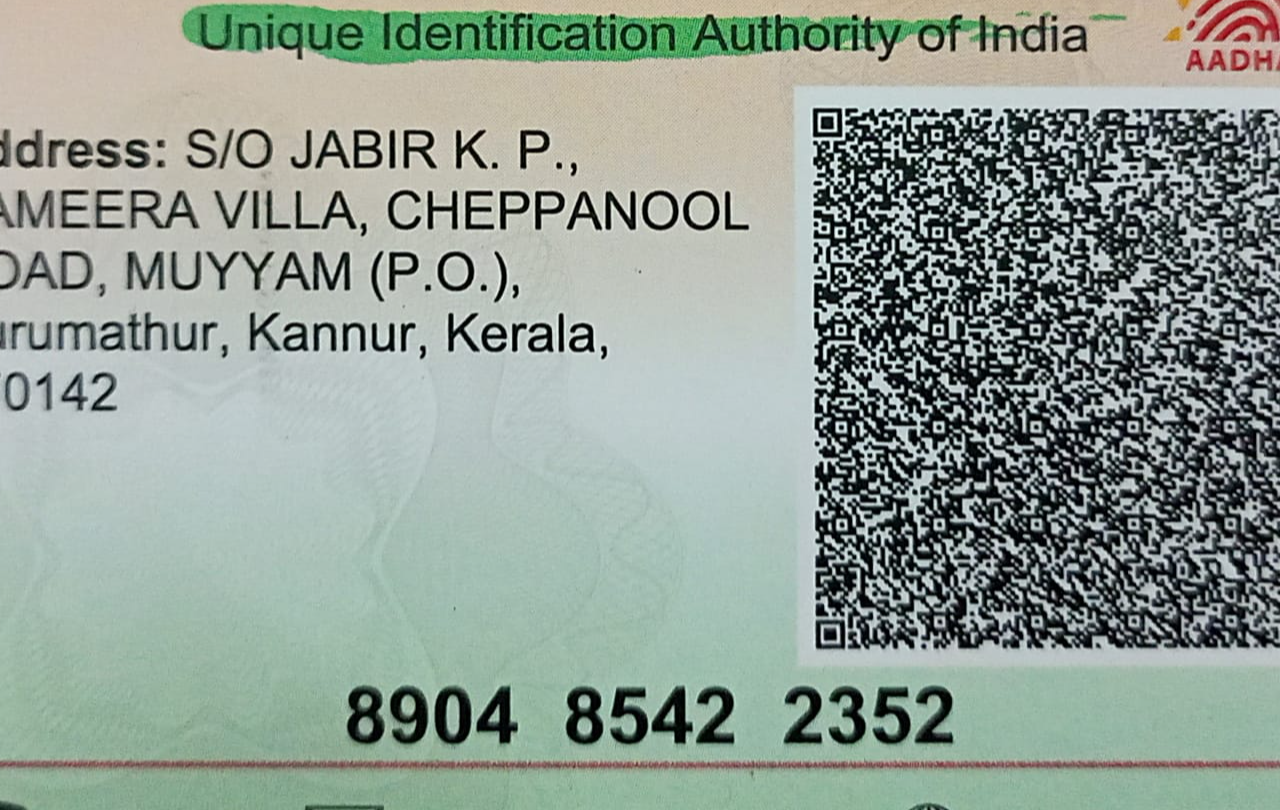 Unique Identification Authority of India
AADHA
ddress: S/O JABIR K. P.,
AMEERA VILLA, CHEPPANOOL
OAD, MUYYAM (P.O.),
urumathur, Kannur, Kerala,
0142
8904 8542 2352